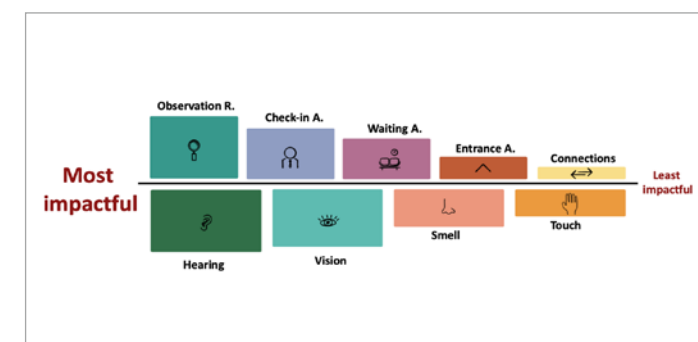 Observation R.
Check-in A.
Waiting A.
Entrance A.
Connections
Most
impactful
Least
impactful
Hearing
Vision
Smell
Touch